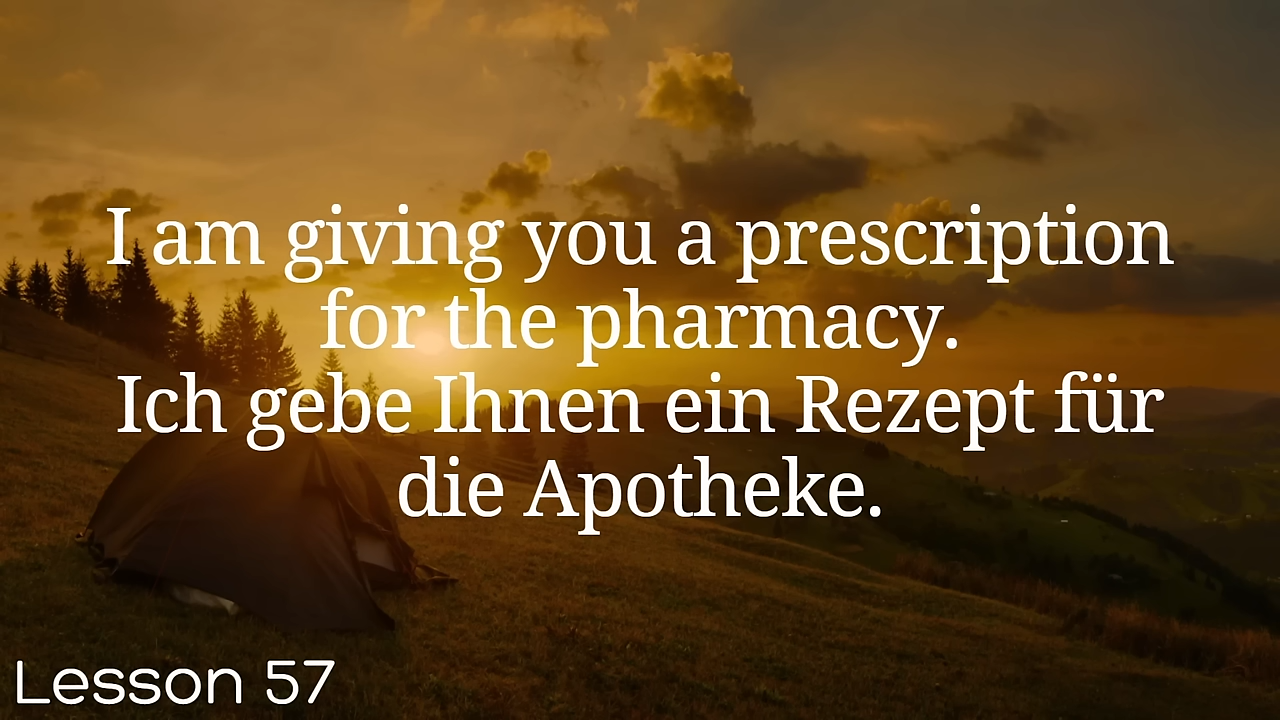 I am giving you a prescription
for the pharmacy.
Ich gebe Ihnen ein Rezept für
die Apotheke.
Lesson 57